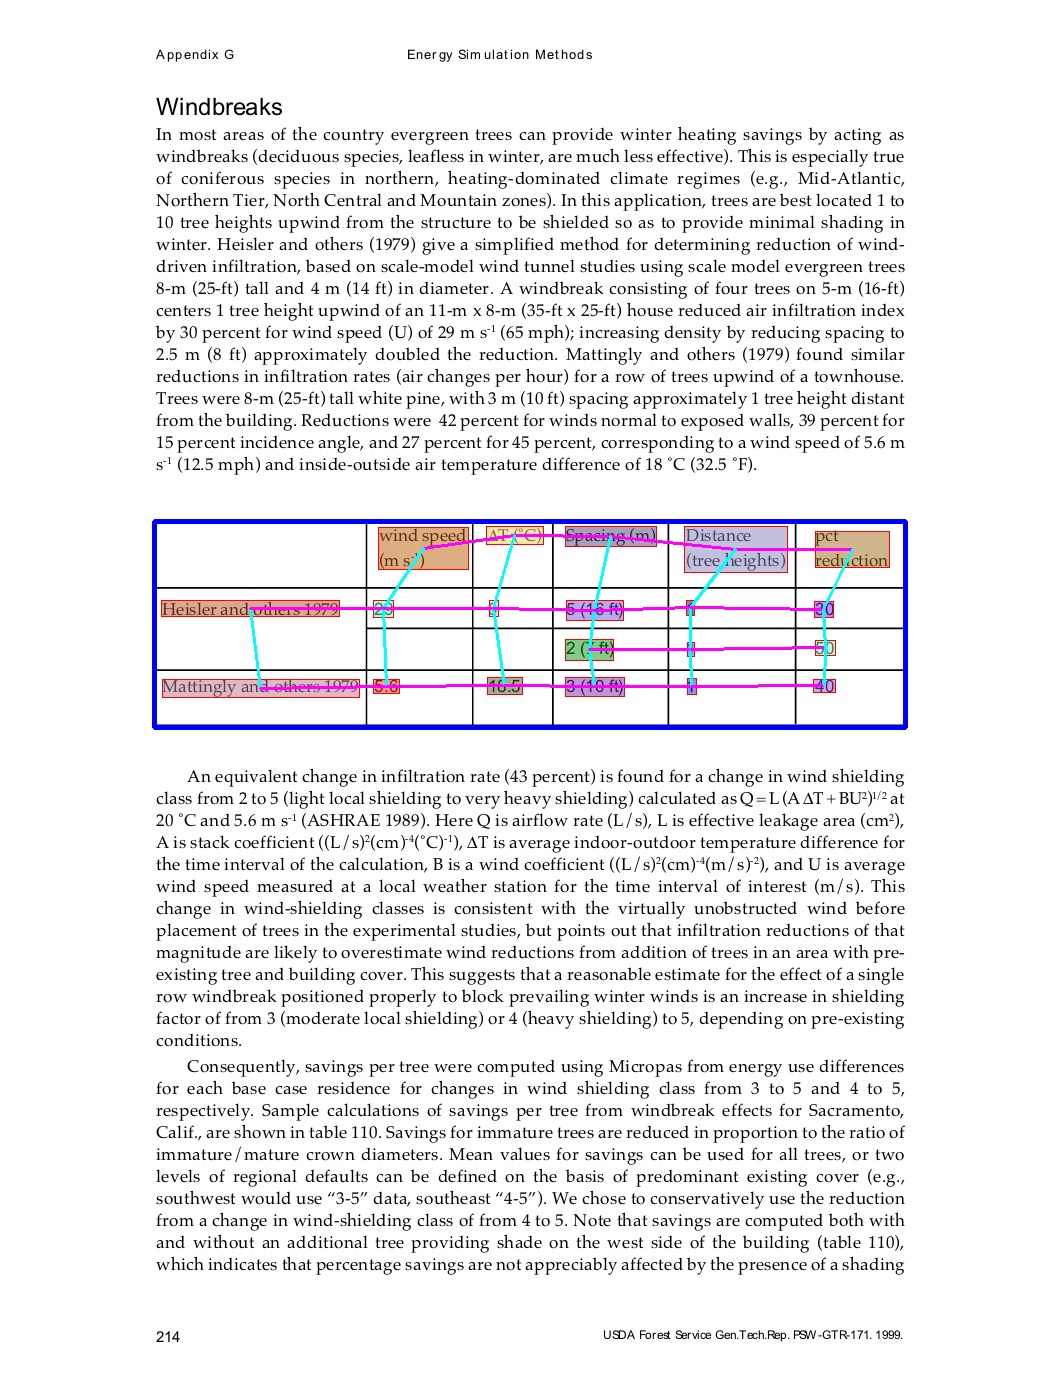 Appendix G Energy Simulation Methods
Windbreaks
In most areas of the country evergreen trees can provide winter heating savings by acting as
windbreaks (deciduous species, leafless in winter, are much less effective). This is especially true
of coniferous species in northern, heating-dominated climate regimes (e.g., Mid-Atlantic,
Northern Tier, North Central and Mountain zones). In this application, trees are best located 1 to
10 tree heights upwind from the structure to be shielded so as to provide minimal shading in
winter. Heisler and others (1979) give a simplified method for determining reduction of wind-
driven infiltration, based on scale-model wind tunnel studies using scale model evergreen trees
8-m (25-ft) tall and 4 m (14 ft) in diameter. A windbreak consisting of four trees on 5-m (16-ft)
centers 1 tree height upwind of an 11-m x 8-m (35-ft x 25-ft) house reduced air infiltration index
by 30 percent for wind speed (U) of 29 m s⁻¹ (65 mph); increasing density by reducing spacing to
2.5 m (8 ft) approximately doubled the reduction. Mattingly and others (1979) found similar
reductions in infiltration rates (air changes per hour) for a row of trees upwind of a townhouse.
Trees were 8-m (25-ft) tall white pine, with 3 m (10 ft) spacing approximately 1 tree height distant
from the building. Reductions were 42 percent for winds normal to exposed walls, 39 percent for
15 percent incidence angle, and 27 percent for 45 percent, corresponding to a wind speed of 5.6 m
s⁻¹ (12.5 mph) and inside-outside air temperature difference of 18 ˚C (32.5 ˚F).
wind speed ΔT (˚C) Spacing (m) Distance pct
(m s⁻¹) (tree heights) reduction
Heisler and others 1979 29 5 (16 ft) 1 30
2 ( ft)
Mattingly and others 1979 5.6 18.5 3 (10 ft) 1 40
An equivalent change in infiltration rate (43 percent) is found for a change in wind shielding
class from 2 to 5 (light local shielding to very heavy shielding) calculated as Q = L (A ΔT + BU²)¹/² at
20 ˚C and 5.6 m s⁻¹ (ASHRAE 1989). Here Q is airflow rate (L/s), L is effective leakage area (cm²),
A is stack coefficient ((L/s)²(cm)⁻⁴(˚C)⁻¹), ΔT is average indoor-outdoor temperature difference for
the time interval of the calculation, B is a wind coefficient ((L/s)²(cm)⁻⁴(m/s)⁻²), and U is average
wind speed measured at a local weather station for the time interval of interest (m/s). This
change in wind-shielding classes is consistent with the virtually unobstructed wind before
placement of trees in the experimental studies, but points out that infiltration reductions of that
magnitude are likely to overestimate wind reductions from addition of trees in an area with pre-
existing tree and building cover. This suggests that a reasonable estimate for the effect of a single
row windbreak positioned properly to block prevailing winter winds is an increase in shielding
factor of from 3 (moderate local shielding) or 4 (heavy shielding) to 5, depending on pre-existing
conditions.
Consequently, savings per tree were computed using Micropas from energy use differences
for each base case residence for changes in wind shielding class from 3 to 5 and 4 to 5,
respectively. Sample calculations of savings per tree from windbreak effects for Sacramento,
Calif., are shown in table 110. Savings for immature trees are reduced in proportion to the ratio of
immature/mature crown diameters. Mean values for savings can be used for all trees, or two
levels of regional defaults can be defined on the basis of predominant existing cover (e.g.,
southwest would use “3-5” data, southeast “4-5”). We chose to conservatively use the reduction
from a change in wind-shielding class of from 4 to 5. Note that savings are computed both with
and without an additional tree providing shade on the west side of the building (table 110),
which indicates that percentage savings are not appreciably affected by the presence of a shading
214 USDA Forest Service Gen.Tech.Rep. PSW-GTR-171. 1999.